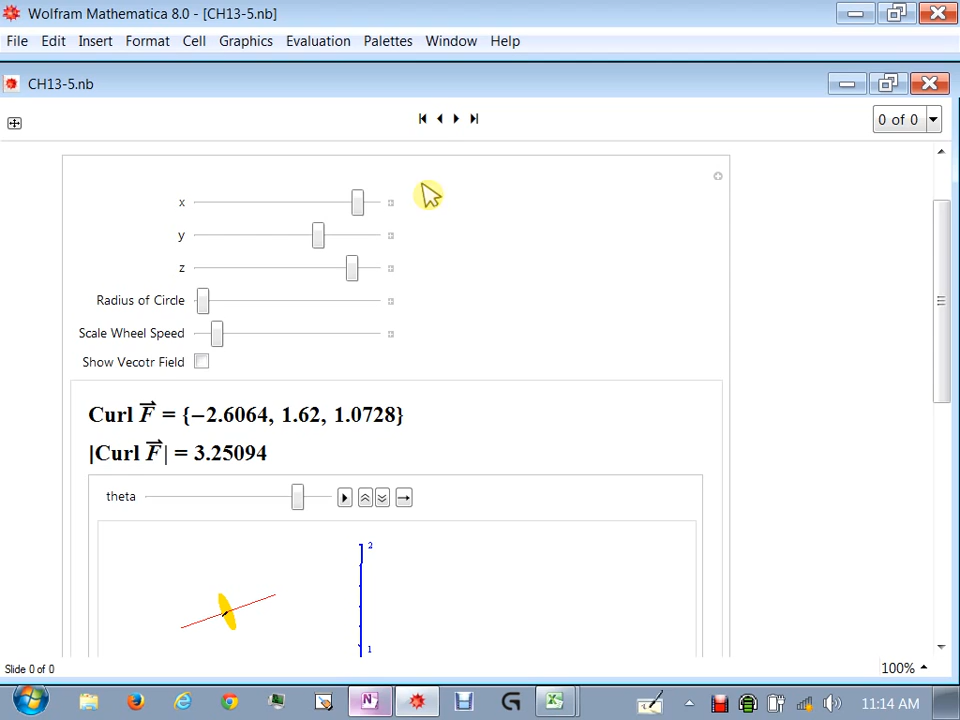 Wolfram Mathematica 8.0 - [CH13-5.nb]
File Edit Insert Format Cell Graphics Evaluation Palettes Window Help
CH13-5.nb
0 of 0
x
y
z
Radius of Circle
Scale Wheel Speed
Show Vecotr Field
Curl F⃗ = {−2.6064, 1.62, 1.0728}
|Curl F⃗| = 3.25094
theta
2
1
Slide 0 of 0
100%
11:14 AM